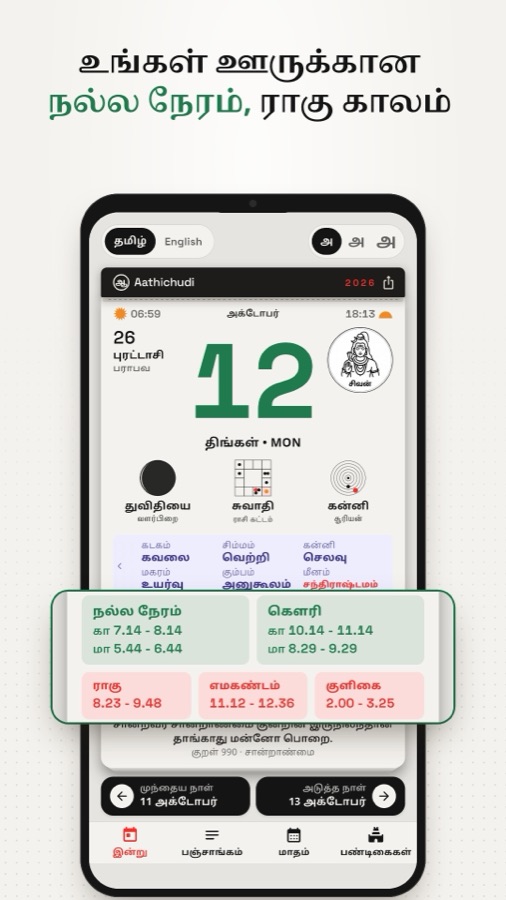 உங்கள் ஊருக்கான
நல்ல நேரம், ராகு காலம்
தமிழ் English
அ அ அ
ஆ Aathichudi 2026
06:59 அக்டோபர் 18:13
26
புரட்டாசி
பராபவ
12
சிவன்
திங்கள் • MON
துவிதியை சுவாதி கன்னி
வளர்பிறை ராசி கட்டம் சூரியன்
கடகம் சிம்மம் கன்னி
கவலை வெற்றி செலவு
மகரம் கும்பம் மீனம்
உயர்வு அனுகூலம் சந்திராஷ்டமம்
நல்ல நேரம் கௌரி
கா 7.14 - 8.14 கா 10.14 - 11.14
மா 5.44 - 6.44 மா 8.29 - 9.29
ராகு எமகண்டம் குளிகை
8.23 - 9.48 11.12 - 12.36 2.00 - 3.25
சான்றவர் சான்றாண்மை குன்றின் இருநிலந்தான்
தாங்காது மன்னோ பொறை.
குறள் 990 · சான்றாண்மை
முந்தைய நாள் அடுத்த நாள்
11 அக்டோபர் 13 அக்டோபர்
இன்று பஞ்சாங்கம் மாதம் பண்டிகைகள்